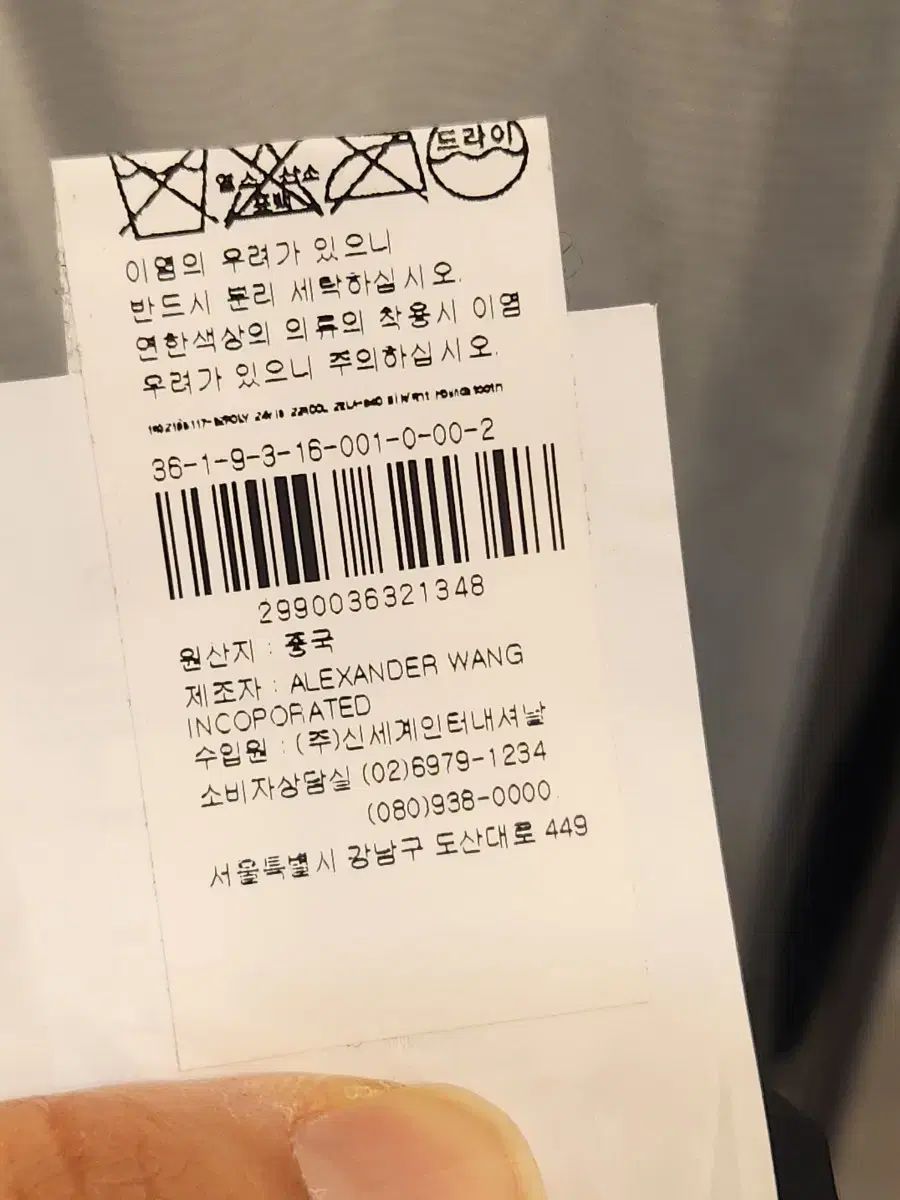 드라이
염소 산소
표백
이염의 우려가 있으니
반드시 분리 세탁하십시오.
연한색상의 의류의 착용시 이염
우려가 있으니 주의하십시오.
36-1-9-3-16-001-0-00-2
2990036321348
원산지 : 중국
제조자 : ALEXANDER WANG
INCOPORATED
수입원 : (주)신세계인터내셔날
소비자상담실 (02)6979-1234
(080)938-0000
서울특별시 강남구 도산대로 449